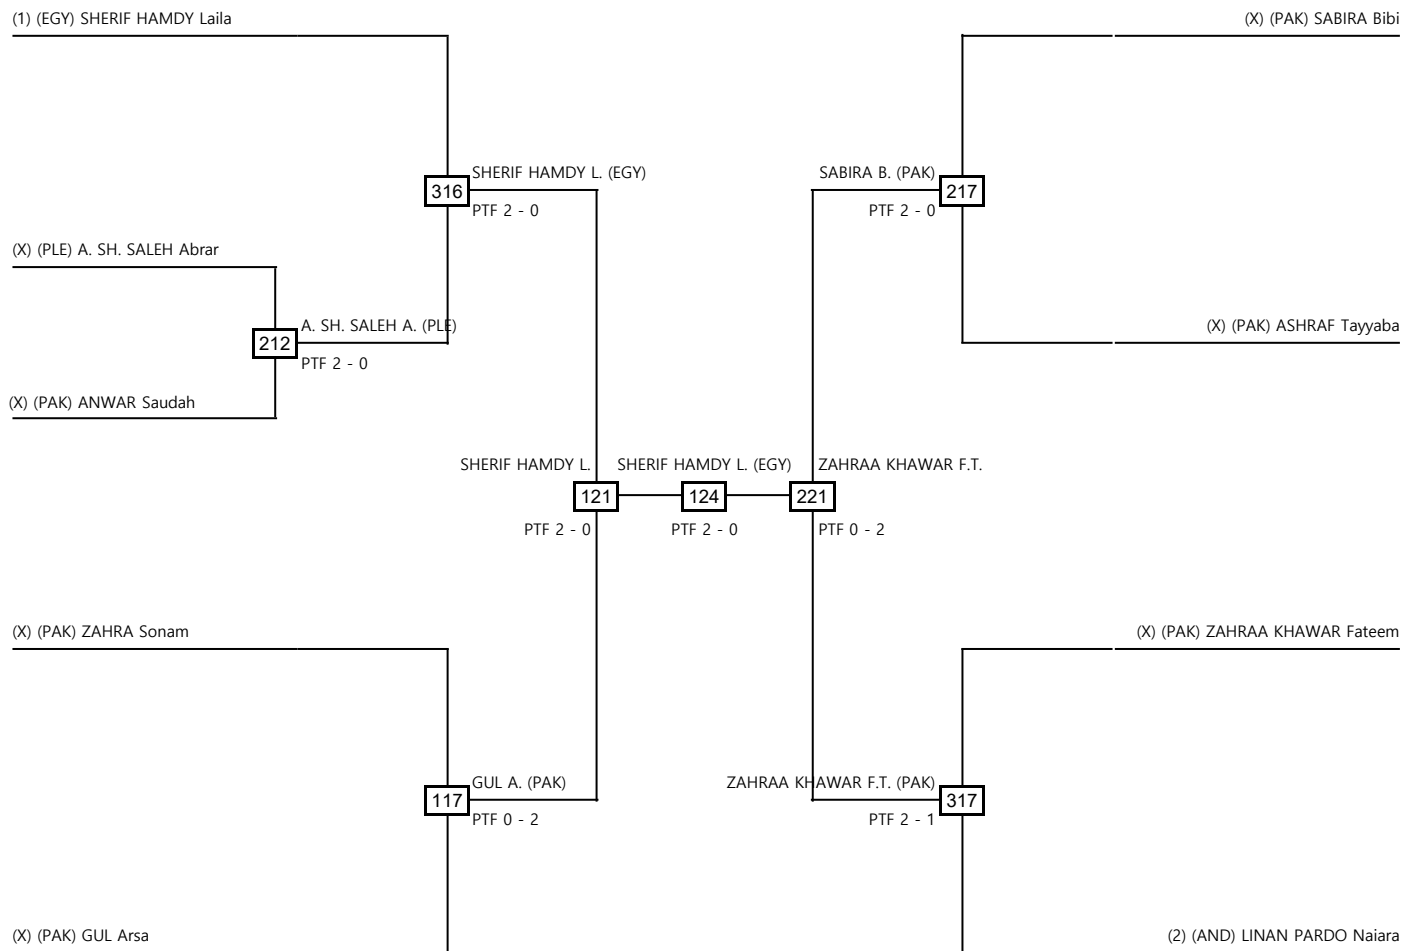 (1) (EGY) SHERIF HAMDY Laila
(X) (PAK) SABIRA Bibi
SHERIF HAMDY L. (EGY)
316
PTF 2 - 0
SABIRA B. (PAK)
217
PTF 2 - 0
(X) (PLE) A. SH. SALEH Abrar
A. SH. SALEH A. (PLE)
212
PTF 2 - 0
(X) (PAK) ASHRAF Tayyaba
(X) (PAK) ANWAR Saudah
SHERIF HAMDY L.
121
PTF 2 - 0
SHERIF HAMDY L. (EGY)
124
PTF 2 - 0
ZAHRAA KHAWAR F.T.
221
PTF 0 - 2
(X) (PAK) ZAHRA Sonam
(X) (PAK) ZAHRAA KHAWAR Fateem
GUL A. (PAK)
117
PTF 0 - 2
ZAHRAA KHAWAR F.T. (PAK)
317
PTF 2 - 1
(X) (PAK) GUL Arsa
(2) (AND) LINAN PARDO Naiara